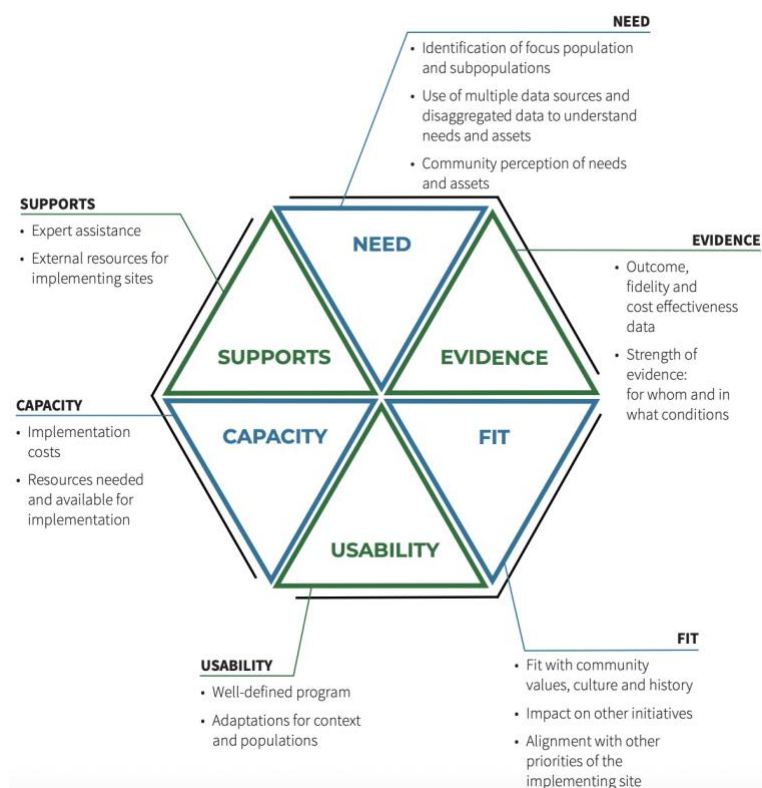 NEED
• Identification of focus population
and subpopulations
• Use of multiple data sources and
disaggregated data to understand
needs and assets
• Community perception of needs
and assets
SUPPORTS
• Expert assistance
• External resources for
implementing sites
EVIDENCE
• Outcome,
fidelity and
cost effectiveness
data
• Strength of
evidence:
for whom and in
what conditions
NEED
SUPPORTS
EVIDENCE
CAPACITY
FIT
USABILITY
CAPACITY
• Implementation
costs
• Resources needed
and available for
implementation
USABILITY
• Well-defined program
• Adaptations for context
and populations
FIT
• Fit with community
values, culture and history
• Impact on other initiatives
• Alignment with other
priorities of the
implementing site